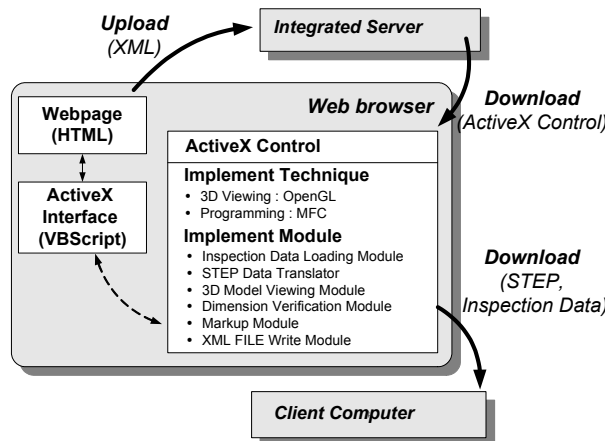 Upload
(XML)
Integrated Server
Web browser
Download
(ActiveX Control)
Webpage
(HTML)
ActiveX
Interface
(VBScript)
ActiveX Control
Implement Technique
• 3D Viewing : OpenGL
• Programming : MFC
Implement Module
• Inspection Data Loading Module
• STEP Data Translator
• 3D Model Viewing Module
• Dimension Verification Module
• Markup Module
• XML FILE Write Module
Download
(STEP,
Inspection Data)
Client Computer